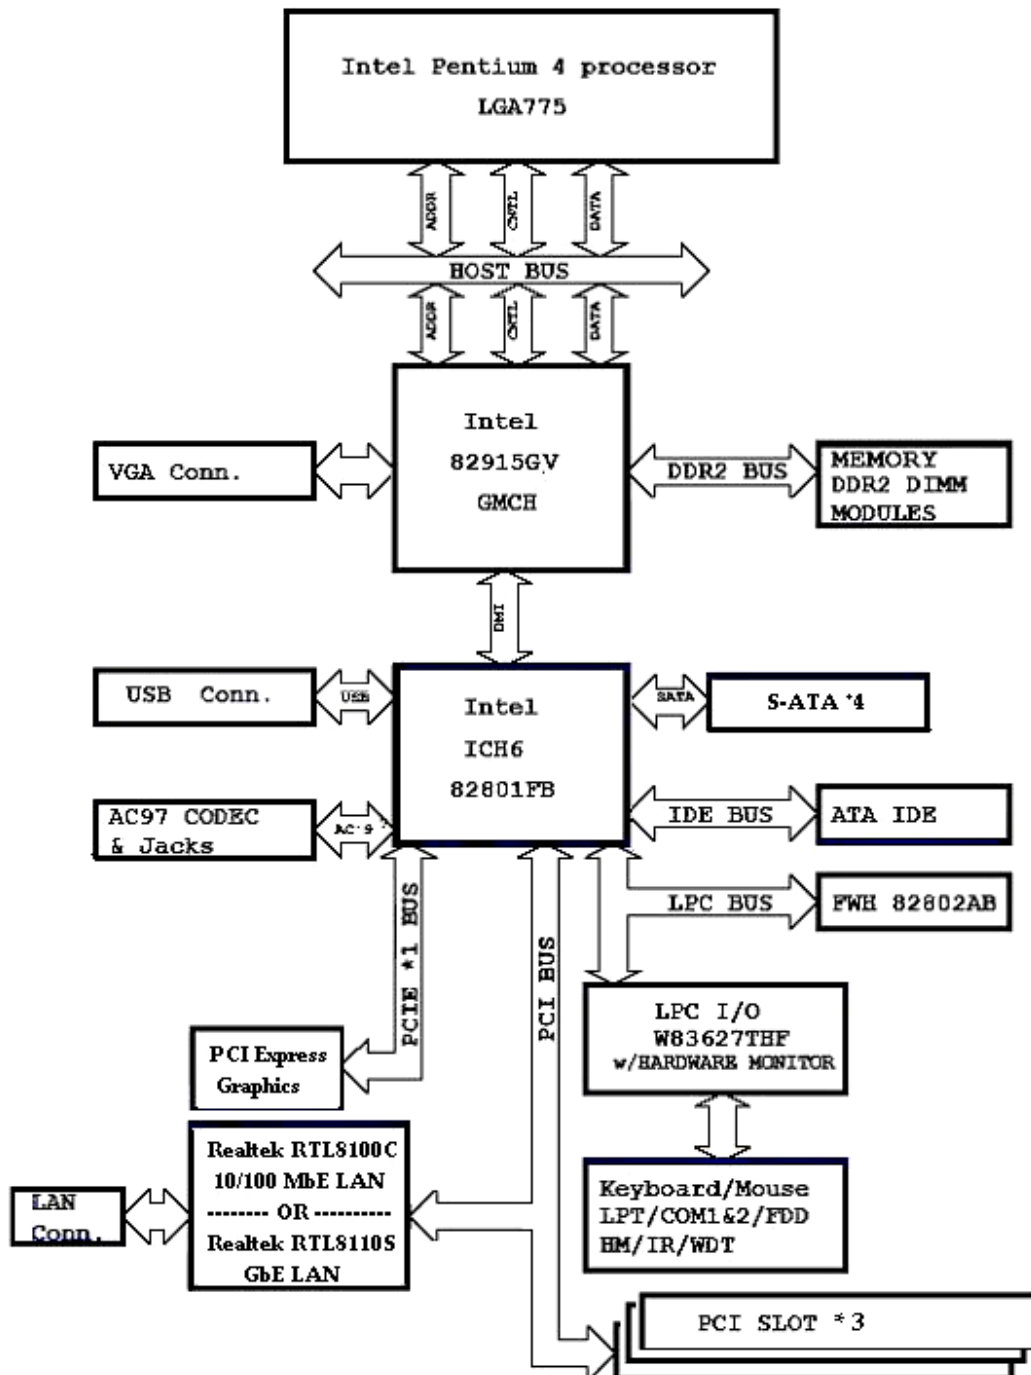 Intel Pentium 4 processor
LGA775
ADDR
CNTL
DATA
HOST BUS
ADDR
CNTL
DATA
Intel
82915GV
GMCH
VGA Conn.
DDR2 BUS
MEMORY
DDR2 DIMM
MODULES
DMI
USB Conn.
USB
Intel
ICH6
82801FB
SATA
S-ATA *4
AC97 CODEC
& Jacks
AC'97
IDE BUS
ATA IDE
LPC BUS
FWH 82802AB
PCIE *1 BUS
PCI BUS
LPC I/O
W83627THF
w/HARDWARE MONITOR
PCI Express
Graphics
Realtek RTL8100C
10/100 MbE LAN
-------- OR ----------
Realtek RTL8110S
GbE LAN
LAN
Conn.
Keyboard/Mouse
LPT/COM1&2/FDD
HM/IR/WDT
PCI SLOT *3